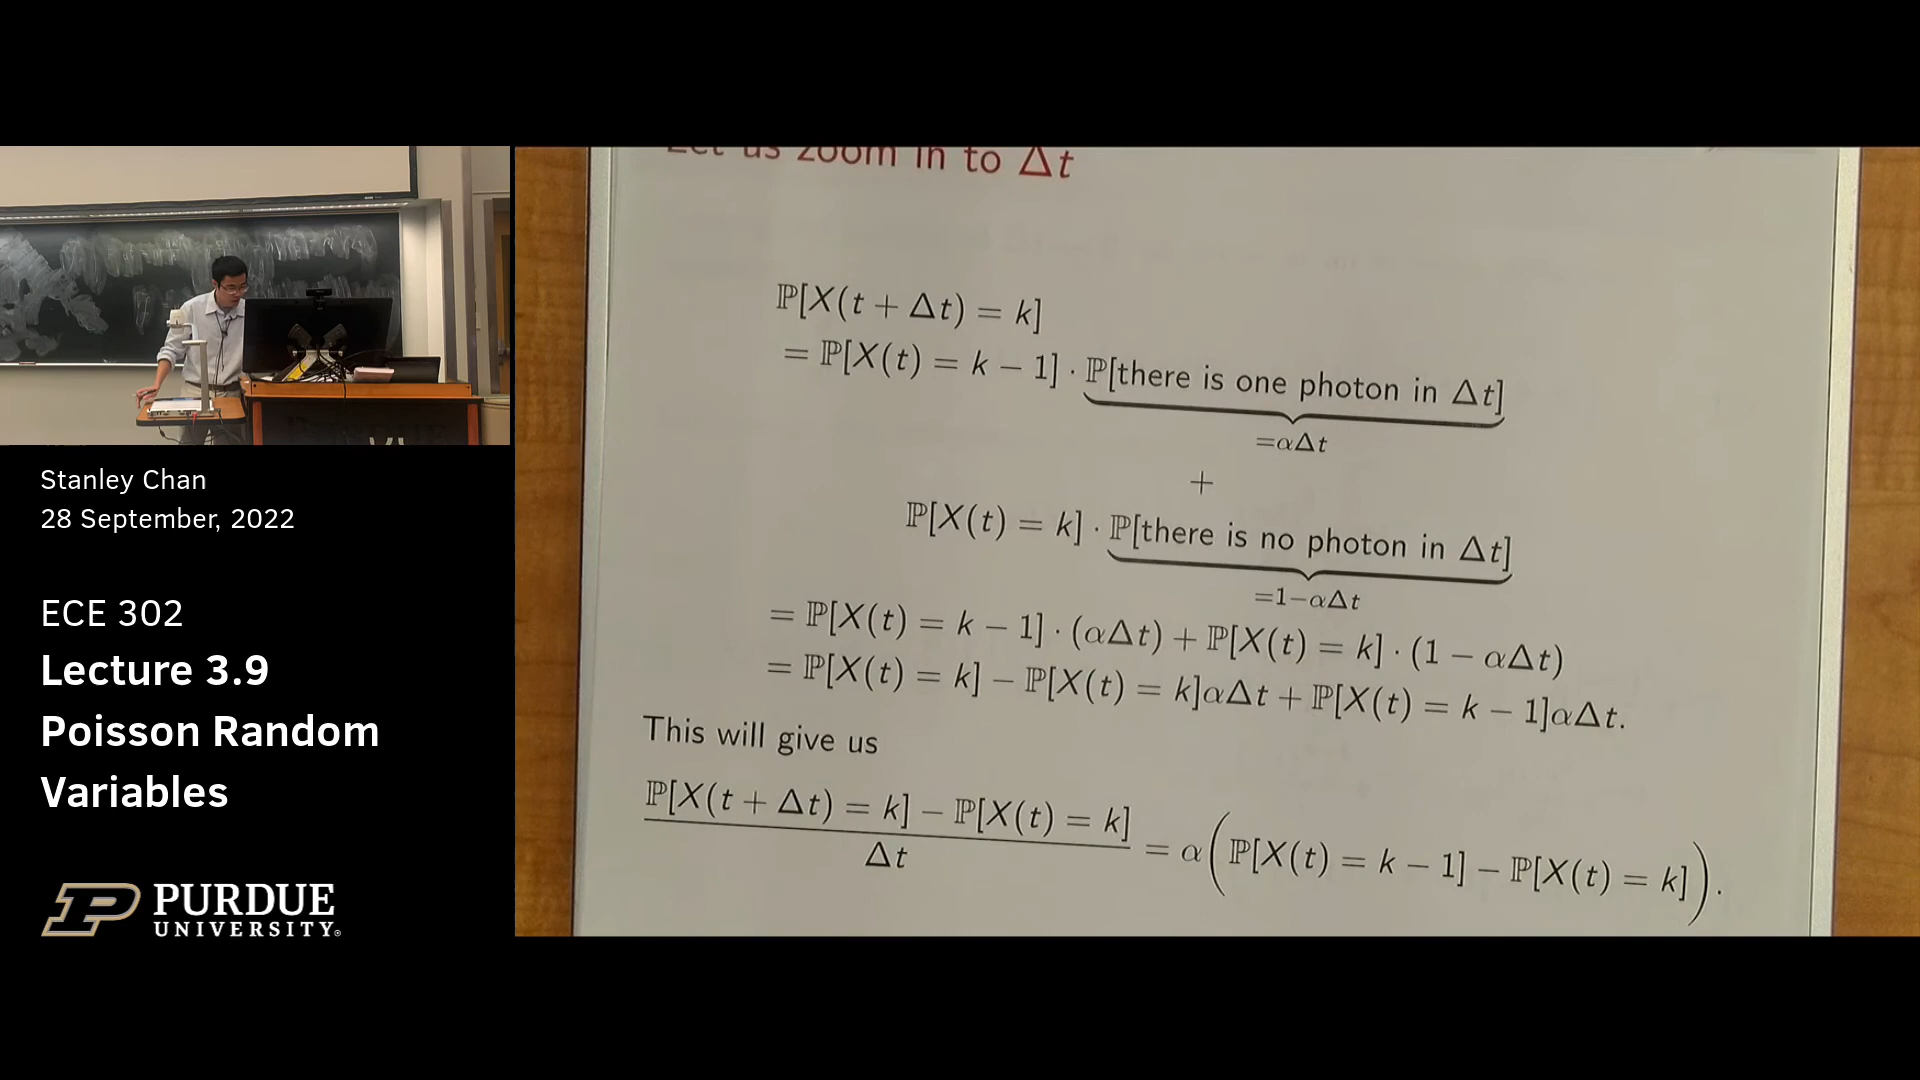 Stanley Chan
28 September, 2022
ECE 302
Lecture 3.9
Poisson Random
Variables
PURDUE
UNIVERSITY®
Let us zoom in to Δt
ℙ[X(t + Δt) = k]
= ℙ[X(t) = k − 1] · ℙ[there is one photon in Δt]
=αΔt
+
ℙ[X(t) = k] · ℙ[there is no photon in Δt]
=1−αΔt
= ℙ[X(t) = k − 1] · (αΔt) + ℙ[X(t) = k] · (1 − αΔt)
= ℙ[X(t) = k] − ℙ[X(t) = k]αΔt + ℙ[X(t) = k − 1]αΔt.
This will give us
ℙ[X(t + Δt) = k] − ℙ[X(t) = k]
Δt
= α(ℙ[X(t) = k − 1] − ℙ[X(t) = k]).